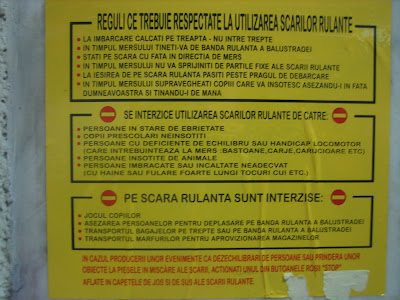 REGULI CE TREBUIE RESPECTATE LA UTILIZAREA SCARILOR RULANTE
• LA IMBARCARE CALCATI PE TREAPTA - NU INTRE TREPTE
• IN TIMPUL MERSULUI TINETI-VA DE BANDA RULANTA A BALUSTRADEI
• STATI PE SCARA CU FATA IN DIRECTIA DE MERS
• IN TIMPUL MERSULUI NU VA SPRIJINITI DE PARTILE FIXE ALE SCARII RULANTE
• LA IESIREA DE PE SCARA RULANTA PASITI PESTE PRAGUL DE DEBARCARE
• IN TIMPUL MERSULUI SUPRAVEGHEATI COPIII CARE VA INSOTESC ASEZANDU-I IN FATA
DUMNEAVOASTRA SI TINANDU-I DE MANA
SE INTERZICE UTILIZAREA SCARILOR RULANTE DE CATRE:
• PERSOANE IN STARE DE EBRIETATE
• COPII PRESCOLARI NEINSOTITI
• PERSOANE CU DEFICIENTE DE ECHILIBRU SAU HANDICAP LOCOMOTOR
(CARE INTREBUINTEAZA LA MERS :BASTOANE,CARJE,CARUCIOARE ETC)
• PERSOANE INSOTITE DE ANIMALE
• PERSOANE IMBRACATE SAU INCALTATE NEADECVAT
(CU HAINE SAU FULARE FOARTE LUNGI TOCURI CUI ETC.)
PE SCARA RULANTA SUNT INTERZISE:
• JOCUL COPIILOR
• ASEZAREA PERSOANELOR PENTRU DEPLASARE PE BANDA RULANTA A BALUSTRADEI
• TRANSPORTUL BAGAJELOR PE TREPTE SAU PE BANDA RULANTA A BALUSTRADEI
• TRANSPORTUL MARFURILOR PENTRU APROVIZIONAREA MAGAZINELOR
IN CAZUL PRODUCERII UNOR EVENIMENTE CA DEZECHILIBRARI DE PERSOANE SAU PRINDEREA UNOR
OBIECTE LA PIESELE IN MISCARE ALE SCARII, ACTIONATI UNUL DIN BUTOANELE ROSII "STOP"
AFLATE IN CAPETELE DE JOS SI DE SUS ALE SCARII RULANTE.